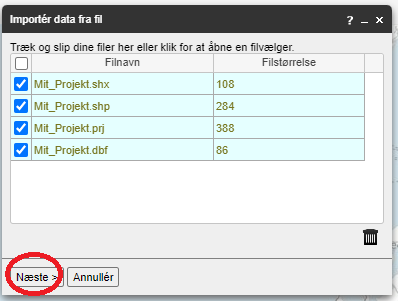 Importér data fra fil ? _ ×
Træk og slip dine filer her eller klik for at åbne en filvælger.
Filnavn Filstørrelse
Mit_Projekt.shx 108
Mit_Projekt.shp 284
Mit_Projekt.prj 388
Mit_Projekt.dbf 86
Næste > Annullér